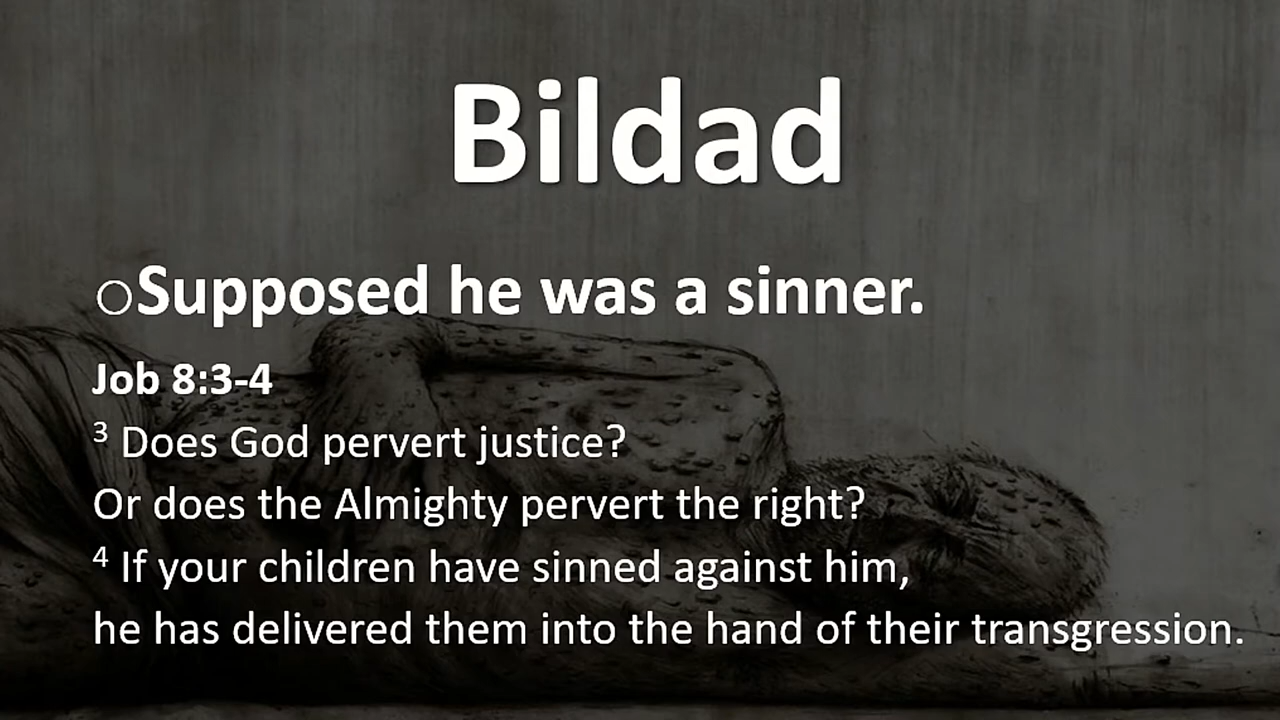 Bildad
○Supposed he was a sinner.
Job 8:3-4
³ Does God pervert justice?
Or does the Almighty pervert the right?
⁴ If your children have sinned against him,
he has delivered them into the hand of their transgression.